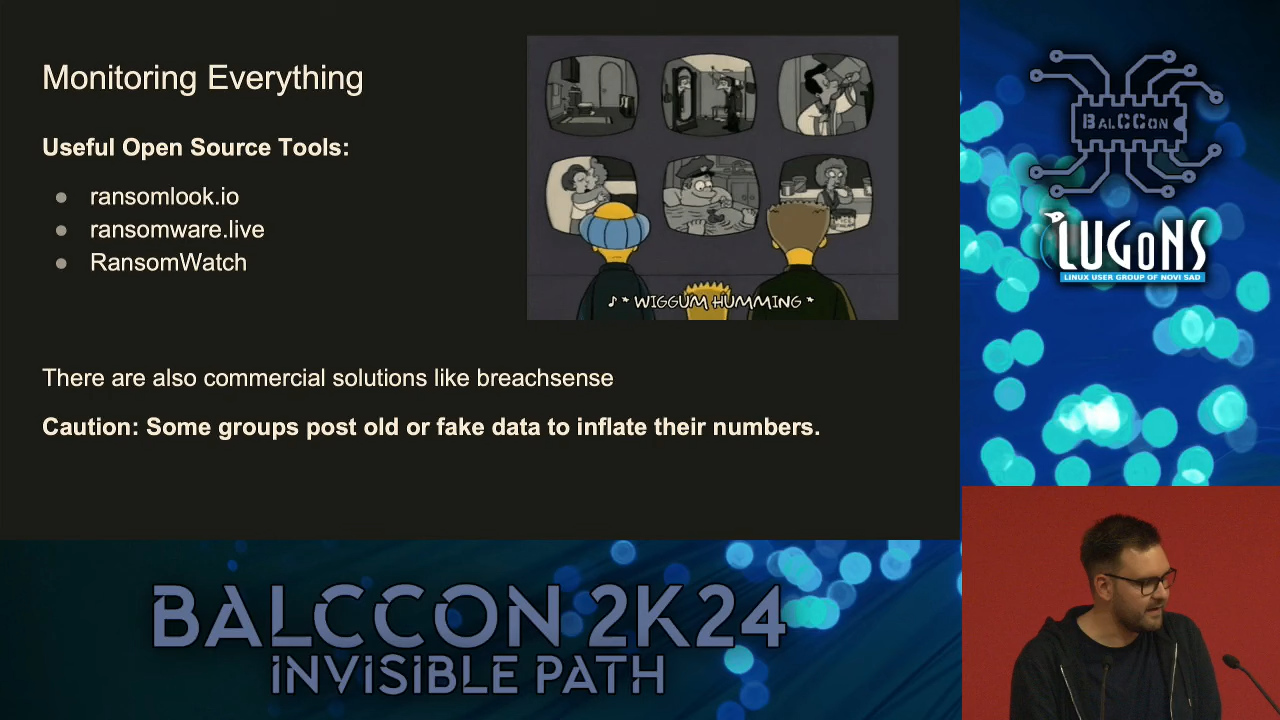 Monitoring Everything
Useful Open Source Tools:
ransomlook.io
ransomware.live
RansomWatch
♪ * WIGGUM HUMMING *
There are also commercial solutions like breachsense
Caution: Some groups post old or fake data to inflate their numbers.
BALCCON
LUGONS
LINUX USER GROUP OF NOVI SAD
BALCCON 2K24
INVISIBLE PATH